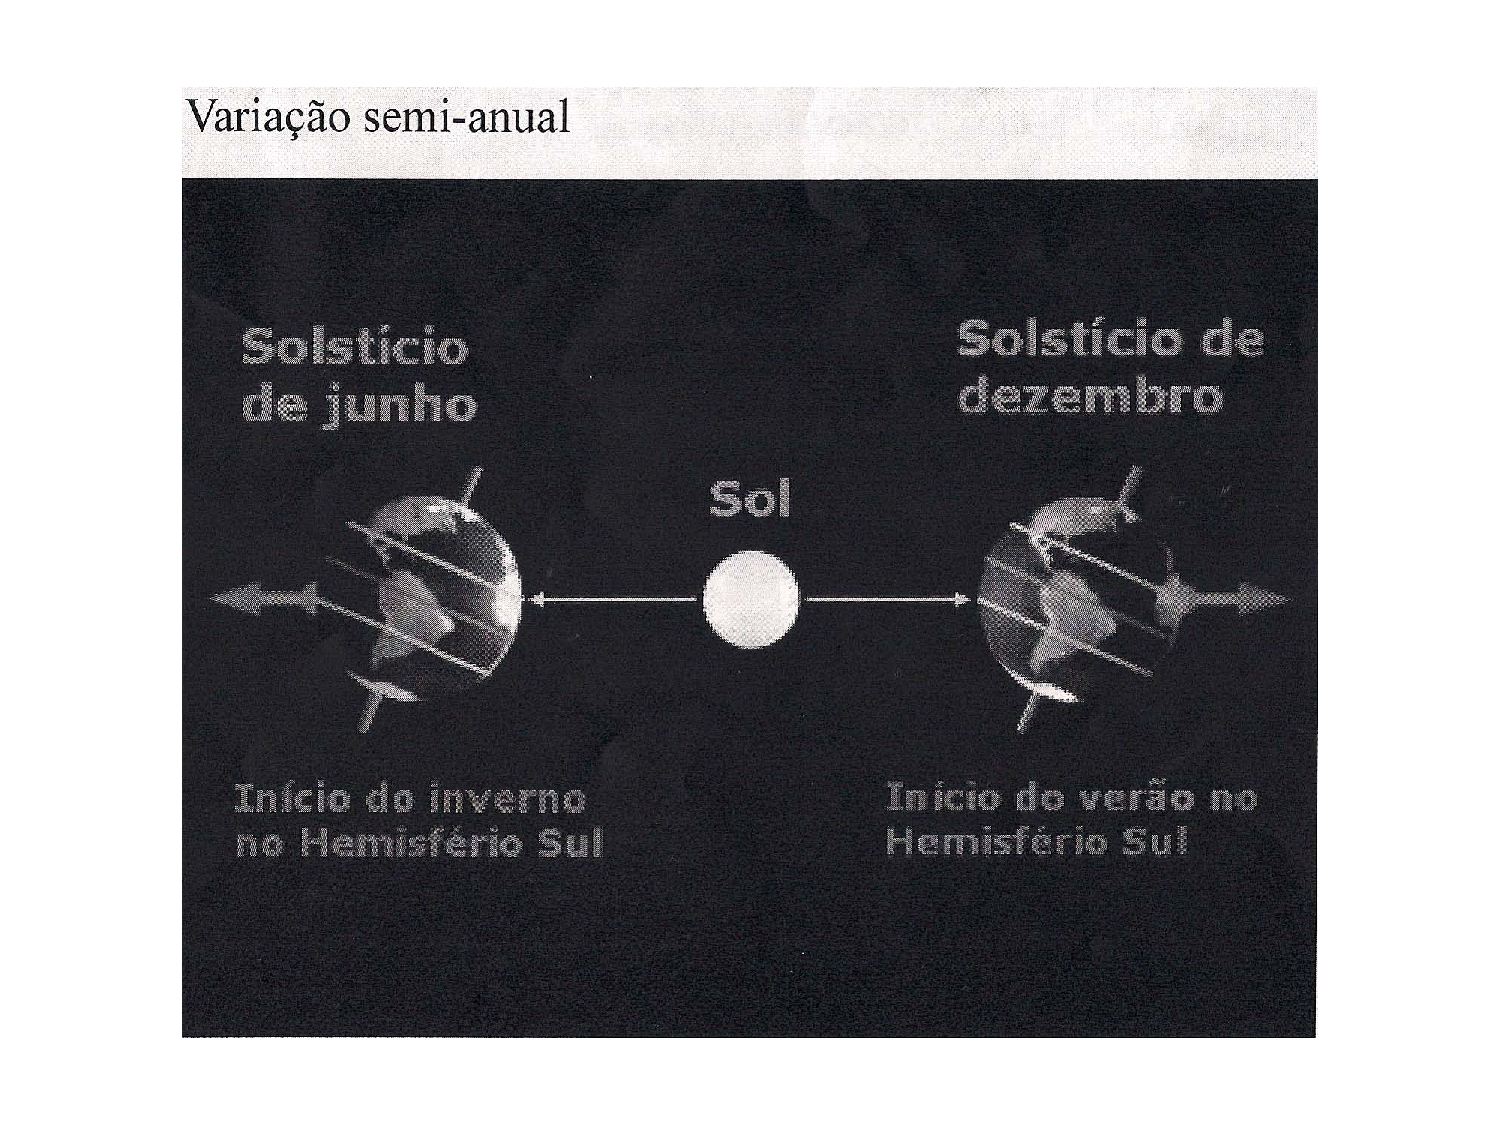 Variação semi-anual
Solstício
de junho
Solstício de
dezembro
Sol
Início do inverno
no Hemisfério Sul
Início do verão no
Hemisfério Sul